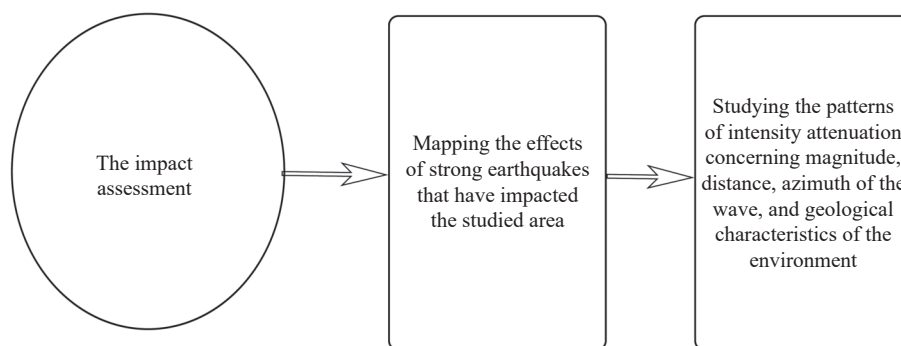 The impact
assessment
Mapping the effects
of strong earthquakes
that have impacted
the studied area
Studying the patterns
of intensity attenuation
concerning magnitude,
distance, azimuth of the
wave, and geological
characteristics of the
environment